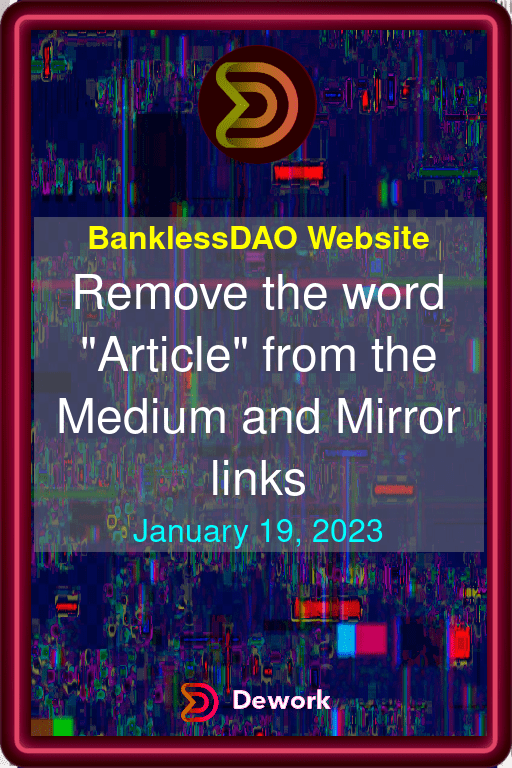 BanklessDAO Website
Remove the word
"Article" from the
Medium and Mirror
links
January 19, 2023
Dework